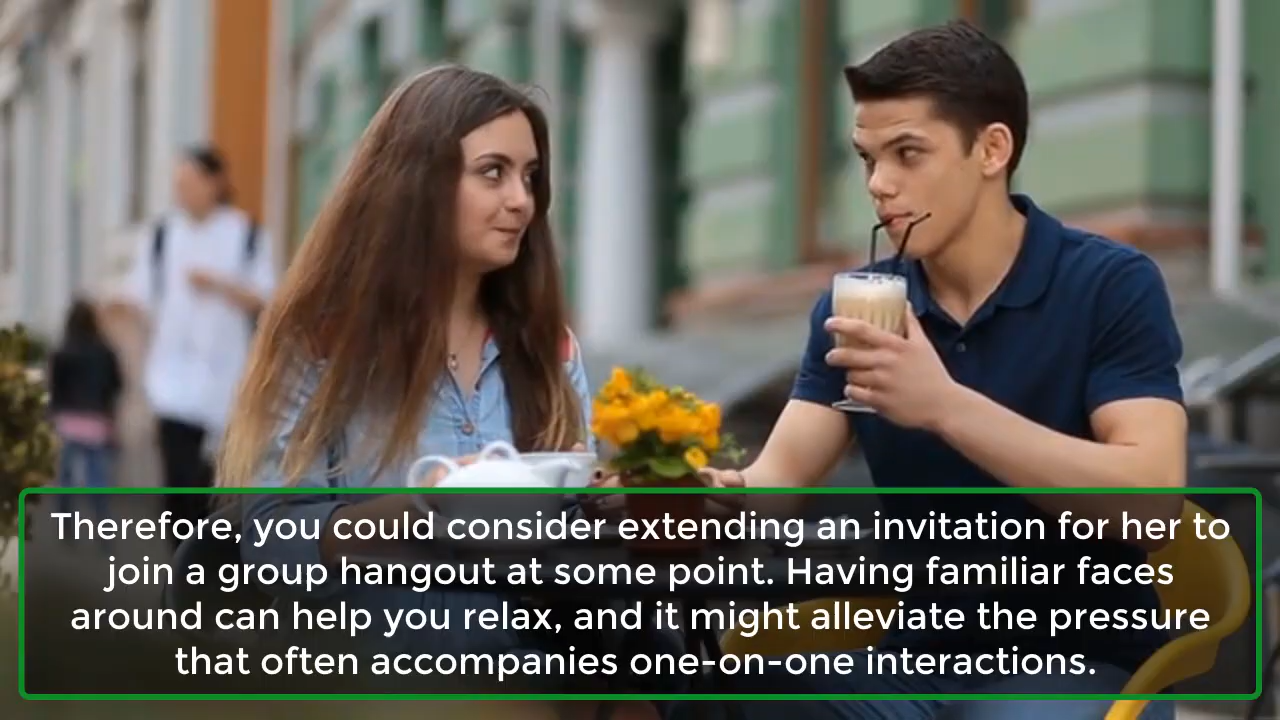 Therefore, you could consider extending an invitation for her to
join a group hangout at some point. Having familiar faces
around can help you relax, and it might alleviate the pressure
that often accompanies one-on-one interactions.